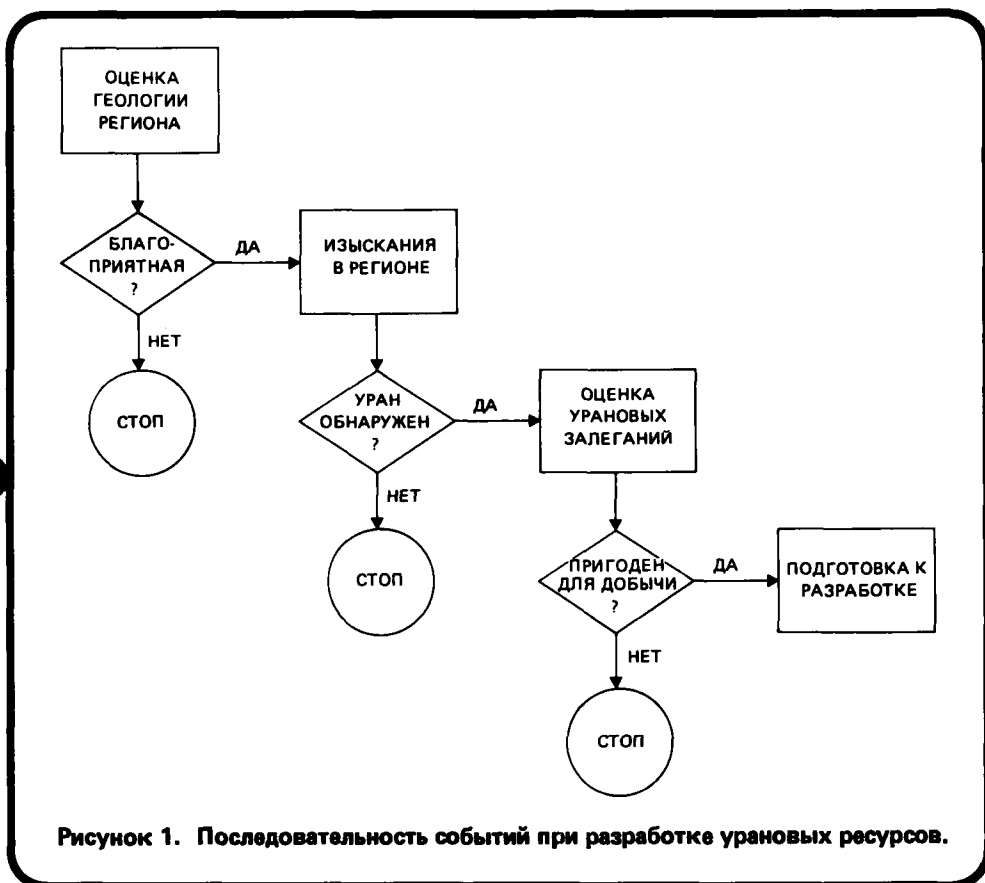 ОЦЕНКА
ГЕОЛОГИИ
РЕГИОНА
БЛАГО-
ПРИЯТНАЯ
?
ДА
НЕТ
СТОП
ИЗЫСКАНИЯ
В РЕГИОНЕ
УРАН
ОБНАРУЖЕН
?
ДА
НЕТ
СТОП
ОЦЕНКА
УРАНОВЫХ
ЗАЛЕГАНИЙ
ПРИГОДЕН
ДЛЯ ДОБЫЧИ
?
ДА
НЕТ
СТОП
ПОДГОТОВКА К
РАЗРАБОТКЕ
Рисунок 1. Последовательность событий при разработке урановых ресурсов.